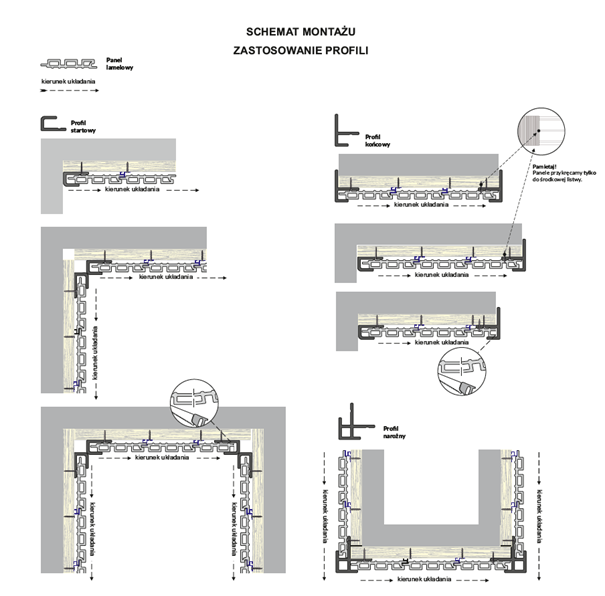 SCHEMAT MONTAŻU
ZASTOSOWANIE PROFILI
Panel
lamelowy
kierunek układania
Profil
startowy
kierunek układania
kierunek układania
kierunek układania
kierunek układania
kierunek układania
kierunek układania
Profil
końcowy
Pamiętaj!
Panele przykręcamy tylko
do środkowej listwy.
kierunek układania
kierunek układania
kierunek układania
Profil
narożny
kierunek układania
kierunek układania
kierunek układania